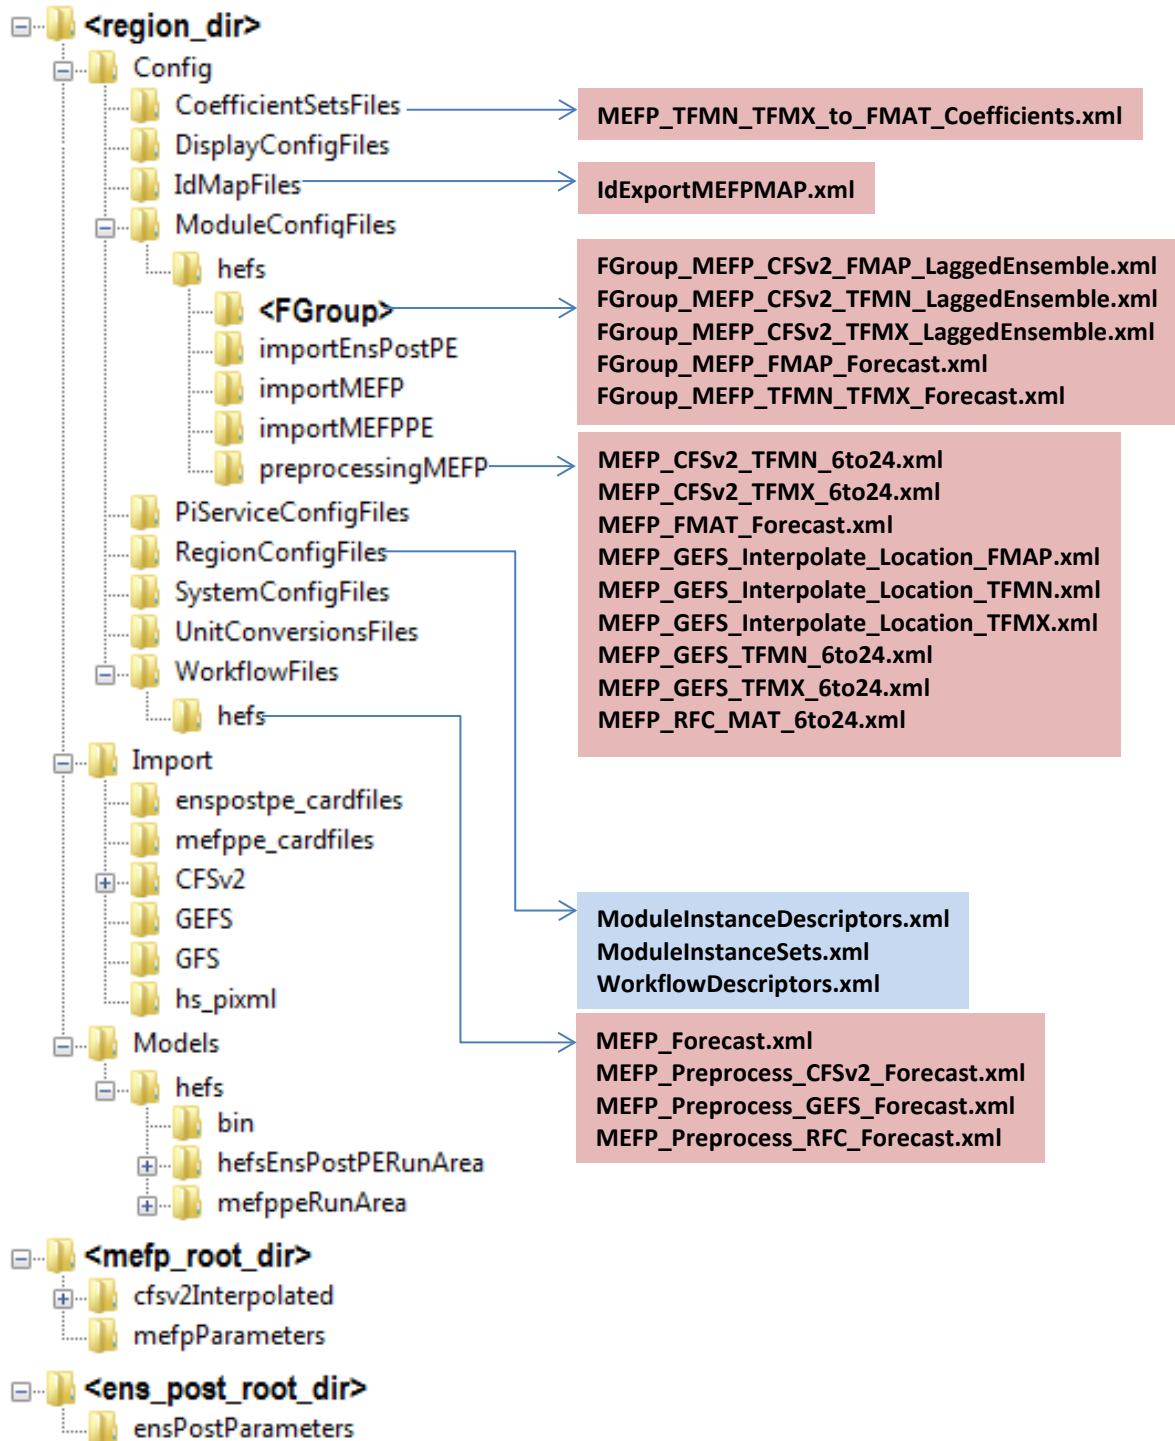 <region_dir>
Config
CoefficientSetsFiles
MEFP_TFMN_TFMX_to_FMAT_Coefficients.xml
DisplayConfigFiles
IdMapFiles
IdExportMEFPMAP.xml
ModuleConfigFiles
hefs
<FGroup>
FGroup_MEFP_CFSv2_FMAP_LaggedEnsemble.xml
FGroup_MEFP_CFSv2_TFMN_LaggedEnsemble.xml
FGroup_MEFP_CFSv2_TFMX_LaggedEnsemble.xml
FGroup_MEFP_FMAP_Forecast.xml
FGroup_MEFP_TFMN_TFMX_Forecast.xml
importEnsPostPE
importMEFP
importMEFPPE
preprocessingMEFP
MEFP_CFSv2_TFMN_6to24.xml
MEFP_CFSv2_TFMX_6to24.xml
MEFP_FMAT_Forecast.xml
MEFP_GEFS_Interpolate_Location_FMAP.xml
MEFP_GEFS_Interpolate_Location_TFMN.xml
MEFP_GEFS_Interpolate_Location_TFMX.xml
MEFP_GEFS_TFMN_6to24.xml
MEFP_GEFS_TFMX_6to24.xml
MEFP_RFC_MAT_6to24.xml
PiServiceConfigFiles
RegionConfigFiles
SystemConfigFiles
UnitConversionsFiles
WorkflowFiles
hefs
Import
enspostpe_cardfiles
mefppe_cardfiles
CFSv2
GEFS
GFS
hs_pixml
ModuleInstanceDescriptors.xml
ModuleInstanceSets.xml
WorkflowDescriptors.xml
Models
hefs
bin
hefsEnsPostPERunArea
mefppeRunArea
MEFP_Forecast.xml
MEFP_Preprocess_CFSv2_Forecast.xml
MEFP_Preprocess_GEFS_Forecast.xml
MEFP_Preprocess_RFC_Forecast.xml
<mefp_root_dir>
cfsv2Interpolated
mefpParameters
<ens_post_root_dir>
ensPostParameters